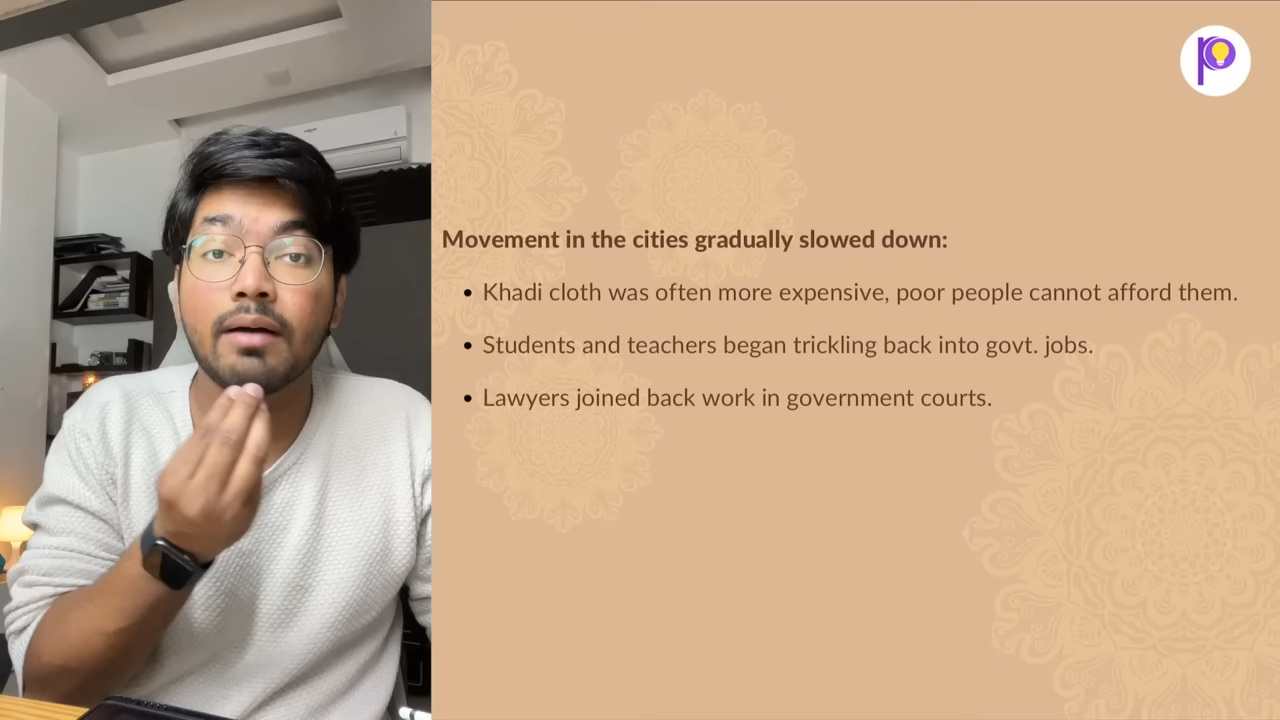 Movement in the cities gradually slowed down:
• Khadi cloth was often more expensive, poor people cannot afford them.
• Students and teachers began trickling back into govt. jobs.
• Lawyers joined back work in government courts.